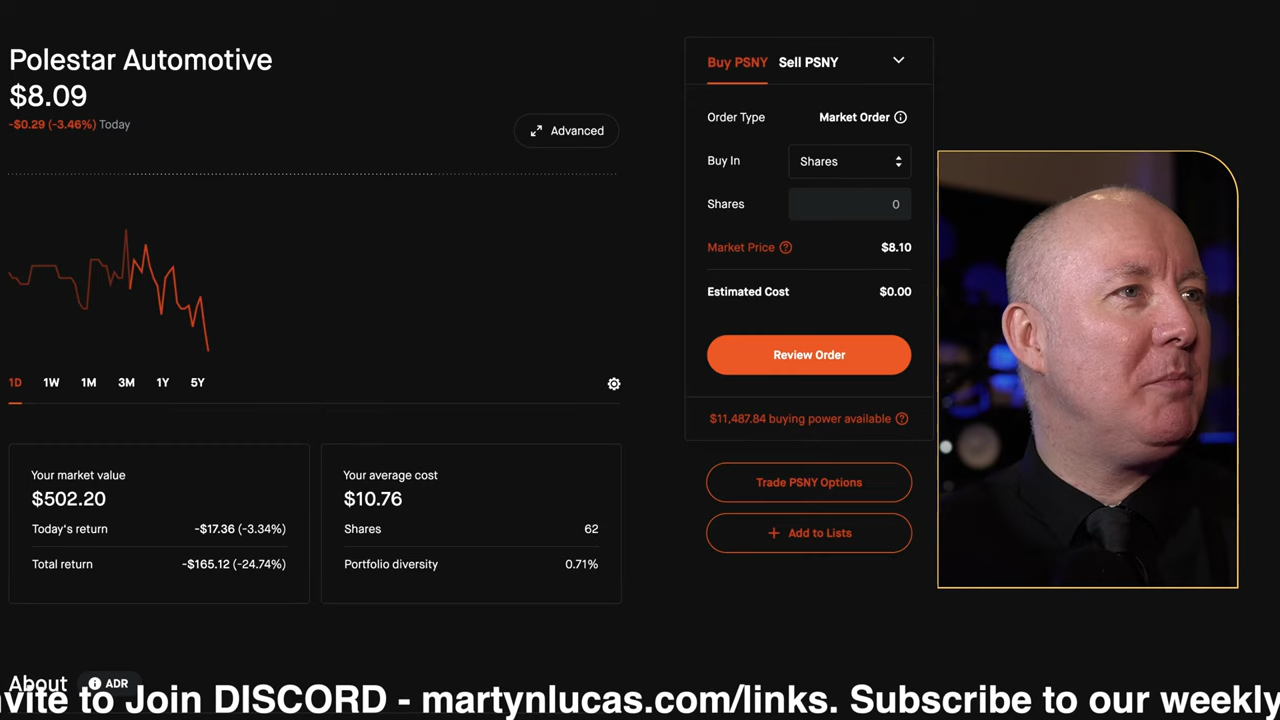 Polestar Automotive
$8.09
-$0.29 (-3.46%) Today
Advanced
1D 1W 1M 3M 1Y 5Y
Your market value
$502.20
Today's return -$17.36 (-3.34%)
Total return -$165.12 (-24.74%)
Your average cost
$10.76
Shares 62
Portfolio diversity 0.71%
Buy PSNY Sell PSNY
Order Type Market Order
Buy In Shares
Shares 0
Market Price $8.10
Estimated Cost $0.00
Review Order
$11,487.84 buying power available
Trade PSNY Options
+ Add to Lists
About ADR
nvite to Join DISCORD - martynlucas.com/links. Subscribe to our weekly